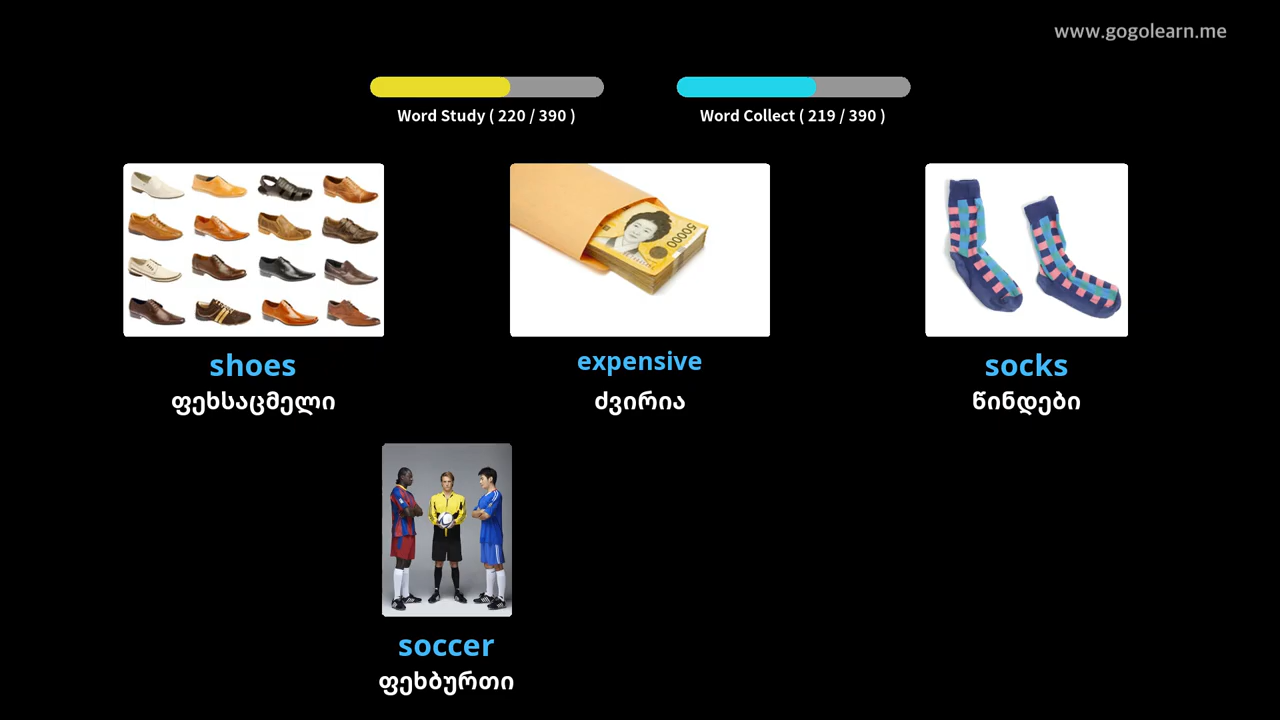 www.gogolearn.me
Word Study ( 220 / 390 )
Word Collect ( 219 / 390 )
50000
shoes
ფეხსაცმელი
expensive
ძვირია
socks
წინდები
soccer
ფეხბურთი